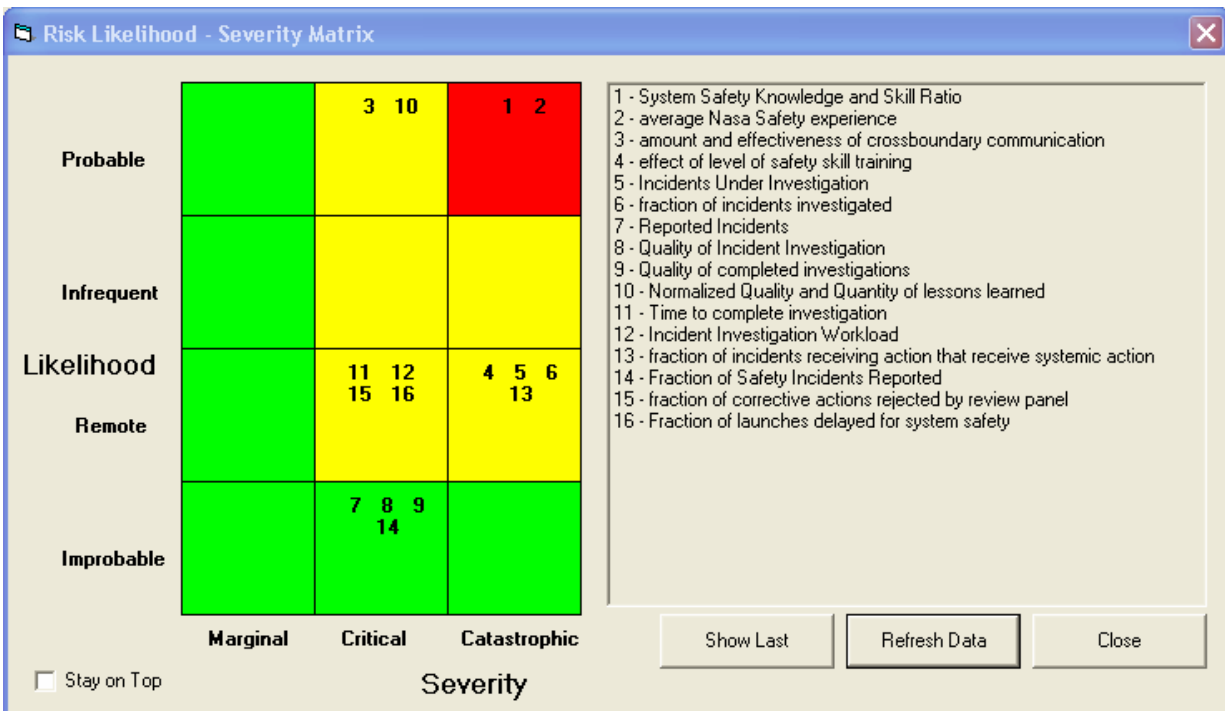 Risk Likelihood - Severity Matrix
Probable
3 10
1 2
Infrequent
Likelihood
Remote
11 12
15 16
4 5 6
13
Improbable
7 8 9
14
Marginal
Critical
Catastrophic
Severity
Stay on Top
1 - System Safety Knowledge and Skill Ratio
2 - average Nasa Safety experience
3 - amount and effectiveness of crossboundary communication
4 - effect of level of safety skill training
5 - Incidents Under Investigation
6 - fraction of incidents investigated
7 - Reported Incidents
8 - Quality of Incident Investigation
9 - Quality of completed investigations
10 - Normalized Quality and Quantity of lessons learned
11 - Time to complete investigation
12 - Incident Investigation Workload
13 - fraction of incidents receiving action that receive systemic action
14 - Fraction of Safety Incidents Reported
15 - fraction of corrective actions rejected by review panel
16 - Fraction of launches delayed for system safety
Show Last
Refresh Data
Close